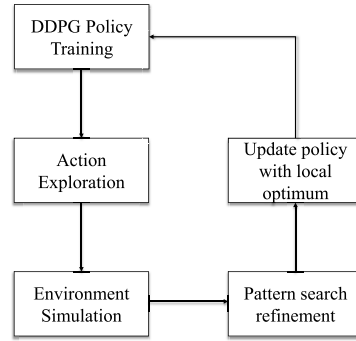 DDPG Policy
Training
Action
Exploration
Environment
Simulation
Pattern search
refinement
Update policy
with local
optimum